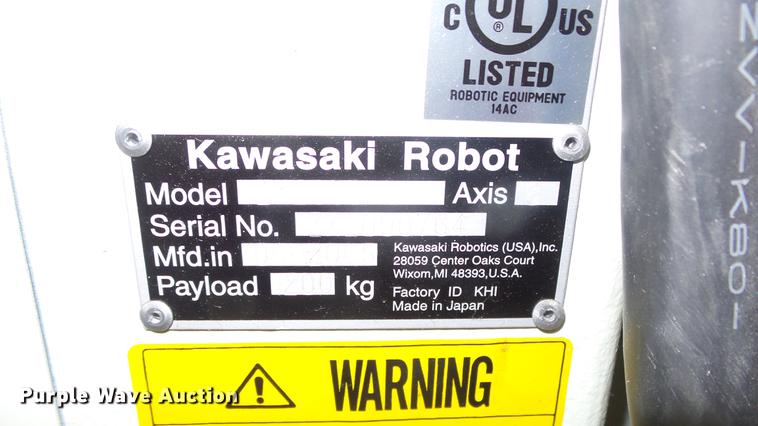 C UL US
®
LISTED
ROBOTIC EQUIPMENT
14AC
Kawasaki Robot
Model Axis
Serial No.
Mfd.in
Payload 200 kg
Kawasaki Robotics (USA),Inc.
28059 Center Oaks Court
Wixom,MI 48393,U.S.A.
Factory ID KHI
Made in Japan
WARNING
Purple Wave Auction